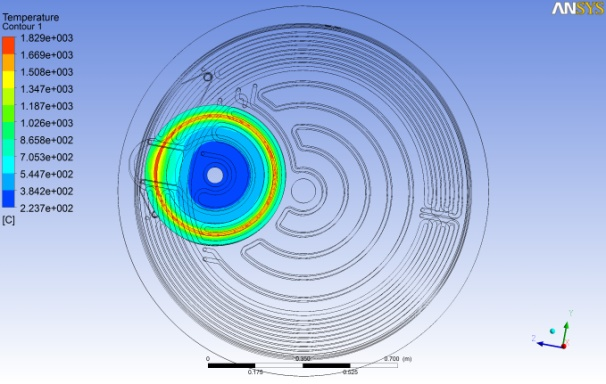 ANSYS
Temperature
Contour 1
1.829e+003
1.669e+003
1.508e+003
1.347e+003
1.187e+003
1.026e+003
8.658e+002
7.053e+002
5.447e+002
3.842e+002
2.237e+002
[C]
Y
Z
0 0.350 0.700 (m)
0.175 0.525